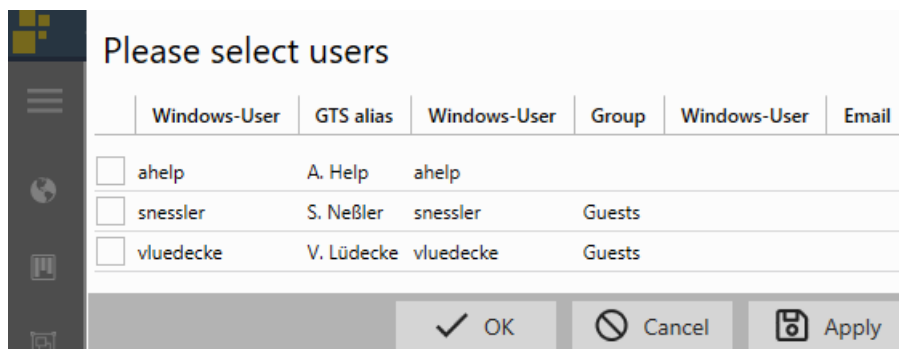 Please select users
Windows-User GTS alias Windows-User Group Windows-User Email
ahelp A. Help ahelp
snessler S. Neßler snessler Guests
vluedecke V. Lüdecke vluedecke Guests
OK Cancel Apply